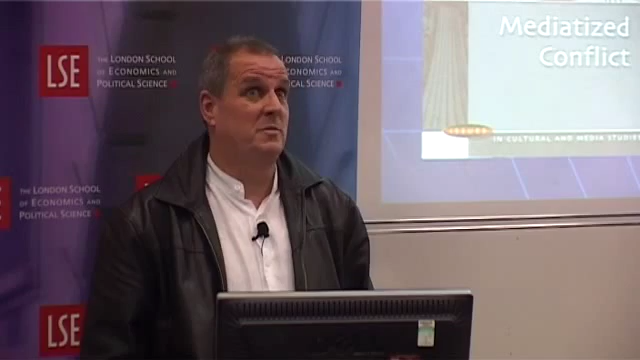 LSE
THE LONDON SCHOOL
OF ECONOMICS AND
POLITICAL SCIENCE
THE LONDON SCHOOL
OF ECONOMICS AND
POLITICAL SCIENCE
Mediatized
Conflict
ISSUES
IN CULTURAL AND MEDIA STUDIES
THE LONDON SCHOOL
OF ECONOMICS AND
POLITICAL SCIENCE
LSE